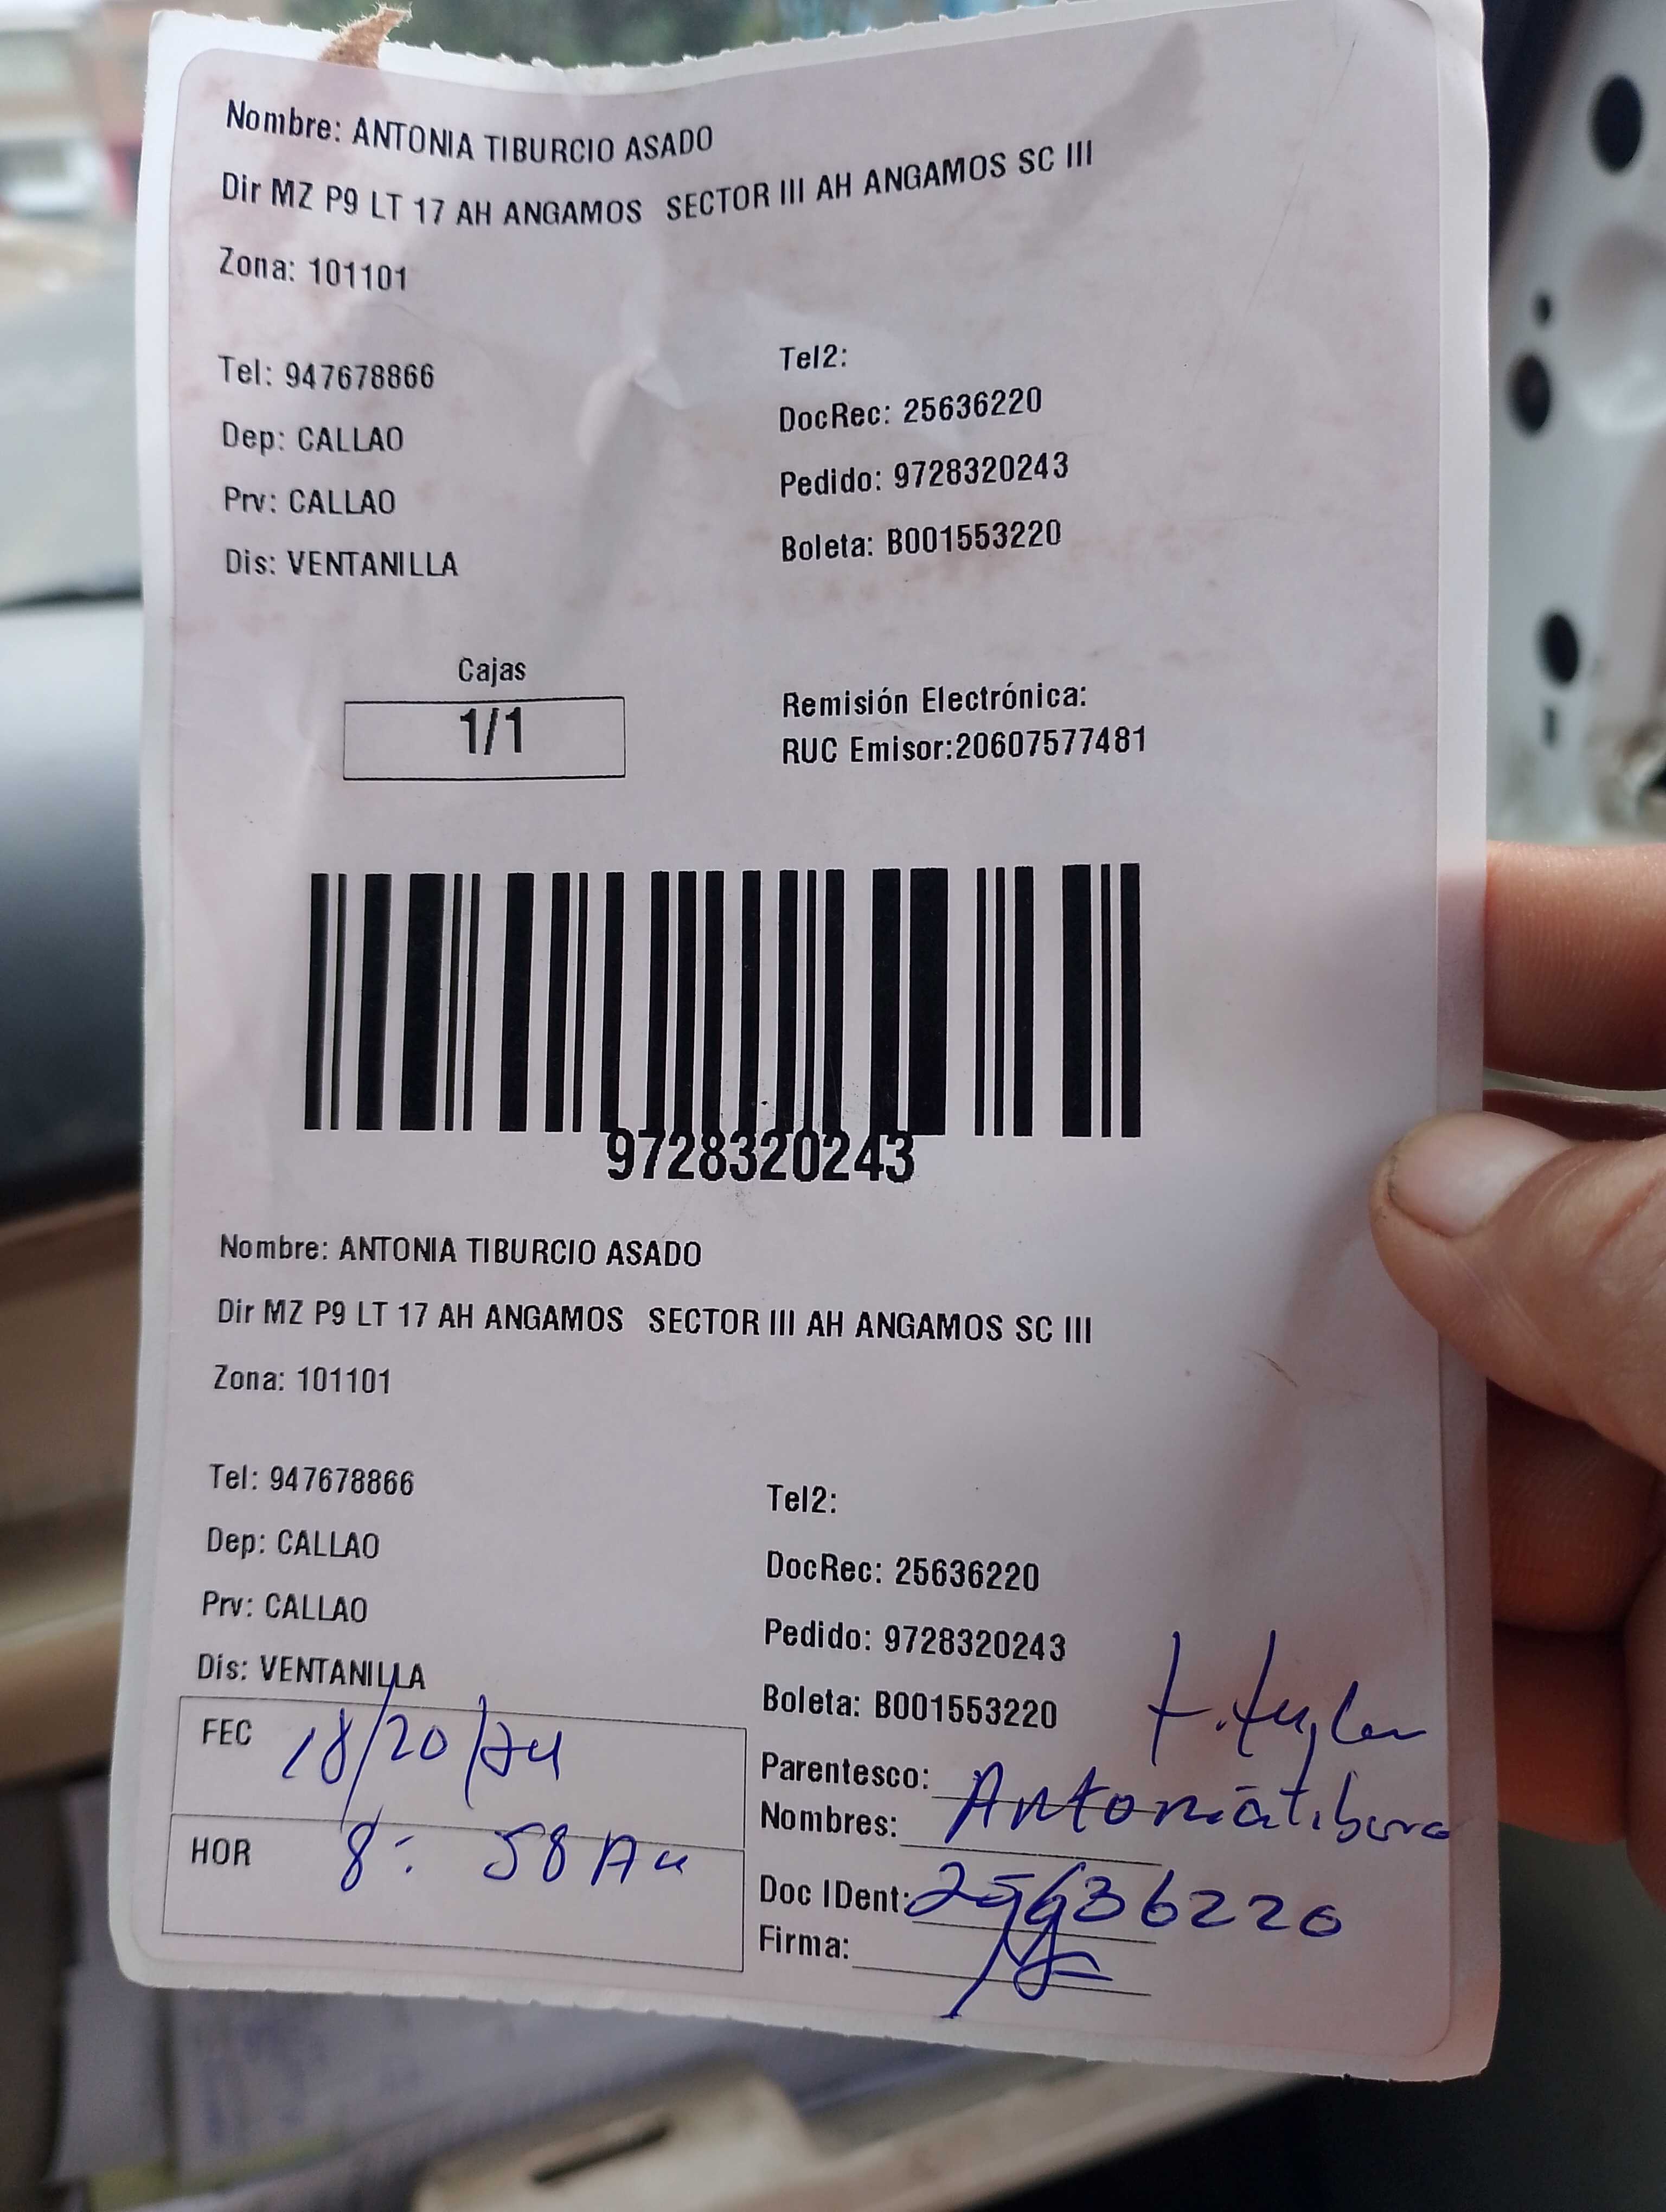 Nombre: ANTONIA TIBURCIO ASADO
Dir MZ P9 LT 17 AH ANGAMOS SECTOR III AH ANGAMOS SC III
Zona: 101101
Tel: 947678866
Tel2:
Dep: CALLAO
DocRec: 25636220
Prv: CALLAO
Pedido: 9728320243
Dis: VENTANILLA
Boleta: B001553220
Cajas
1/1
Remisión Electrónica:
RUC Emisor:20607577481
9728320243
Nombre: ANTONIA TIBURCIO ASADO
Dir MZ P9 LT 17 AH ANGAMOS SECTOR III AH ANGAMOS SC III
Zona: 101101
Tel: 947678866
Tel2:
Dep: CALLAO
DocRec: 25636220
Prv: CALLAO
Pedido: 9728320243
Dis: VENTANILLA
Boleta: B001553220
FEC 18/20/
Parentesco:
Nombres: Antonia
HOR 8: 58 AM
Doc IDent: 25636220
Firma: